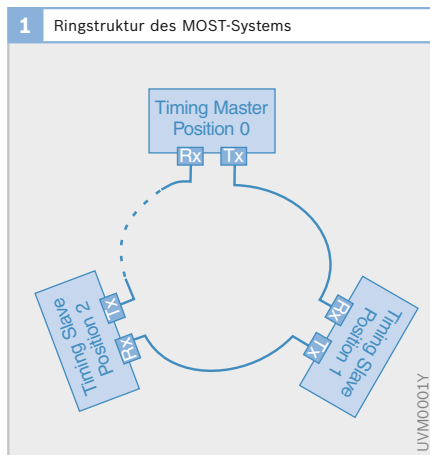 1 Ringstruktur des MOST-Systems
Timing Master
Position 0
Rx Tx
Timing Slave
Position 2
Tx
Rx
Rx
Tx
Timing Slave
Position 1
UVM0001Y